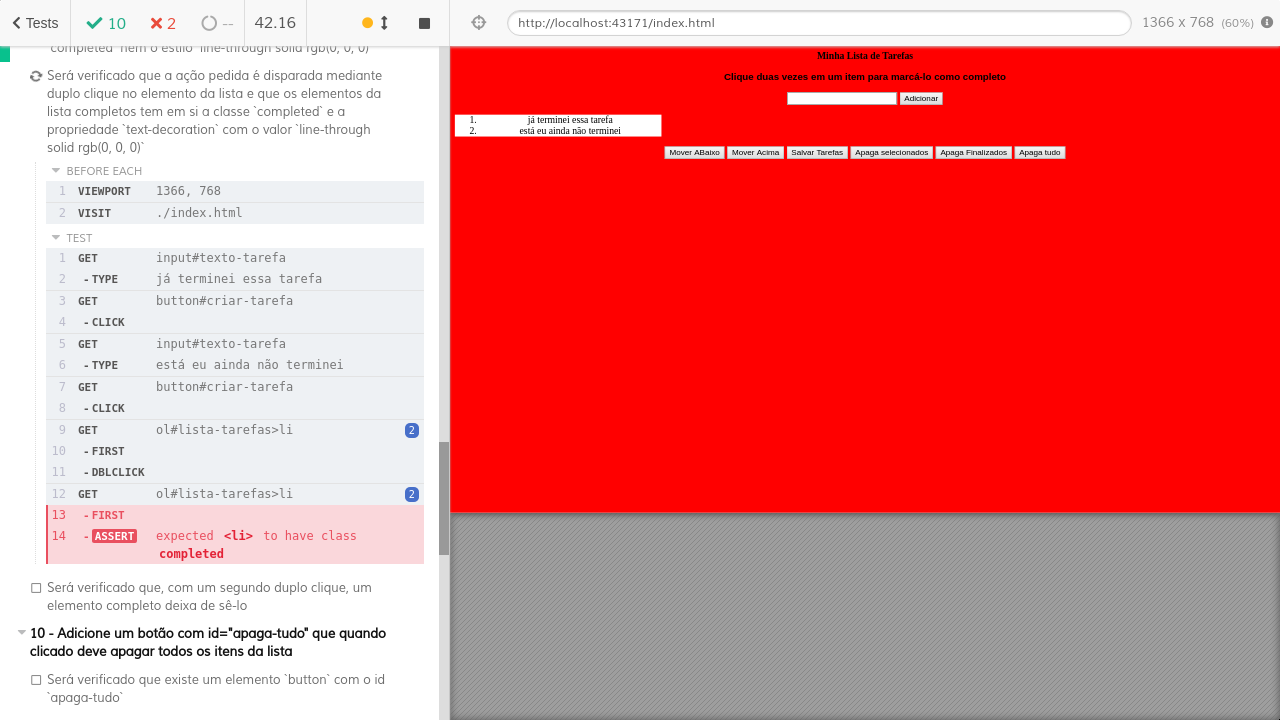 Tests
10
2
--
42.16
`completed` nem o estilo `line-through solid rgb(0, 0, 0)`
Será verificado que a ação pedida é disparada mediante
duplo clique no elemento da lista e que os elementos da
lista completos tem em si a classe `completed` e a
propriedade `text-decoration` com o valor `line-through
solid rgb(0, 0, 0)`
BEFORE EACH
1 VIEWPORT 1366, 768
2 VISIT ./index.html
TEST
1 GET input#texto-tarefa
2 -TYPE já terminei essa tarefa
3 GET button#criar-tarefa
4 -CLICK
5 GET input#texto-tarefa
6 -TYPE está eu ainda não terminei
7 GET button#criar-tarefa
8 -CLICK
9 GET ol#lista-tarefas>li 2
10 -FIRST
11 -DBLCLICK
12 GET ol#lista-tarefas>li 2
13 -FIRST
14 -ASSERT expected <li> to have class
completed
Será verificado que, com um segundo duplo clique, um
elemento completo deixa de sê-lo
10 - Adicione um botão com id="apaga-tudo" que quando
clicado deve apagar todos os itens da lista
Será verificado que existe um elemento `button` com o id
`apaga-tudo`
http://localhost:43171/index.html
1366 x 768 (60%)
Minha Lista de Tarefas
Clique duas vezes em um item para marcá-lo como completo
Adicionar
1. já terminei essa tarefa
2. está eu ainda não terminei
Mover ABaixo Mover Acima Salvar Tarefas Apaga selecionados Apaga Finalizados Apaga tudo